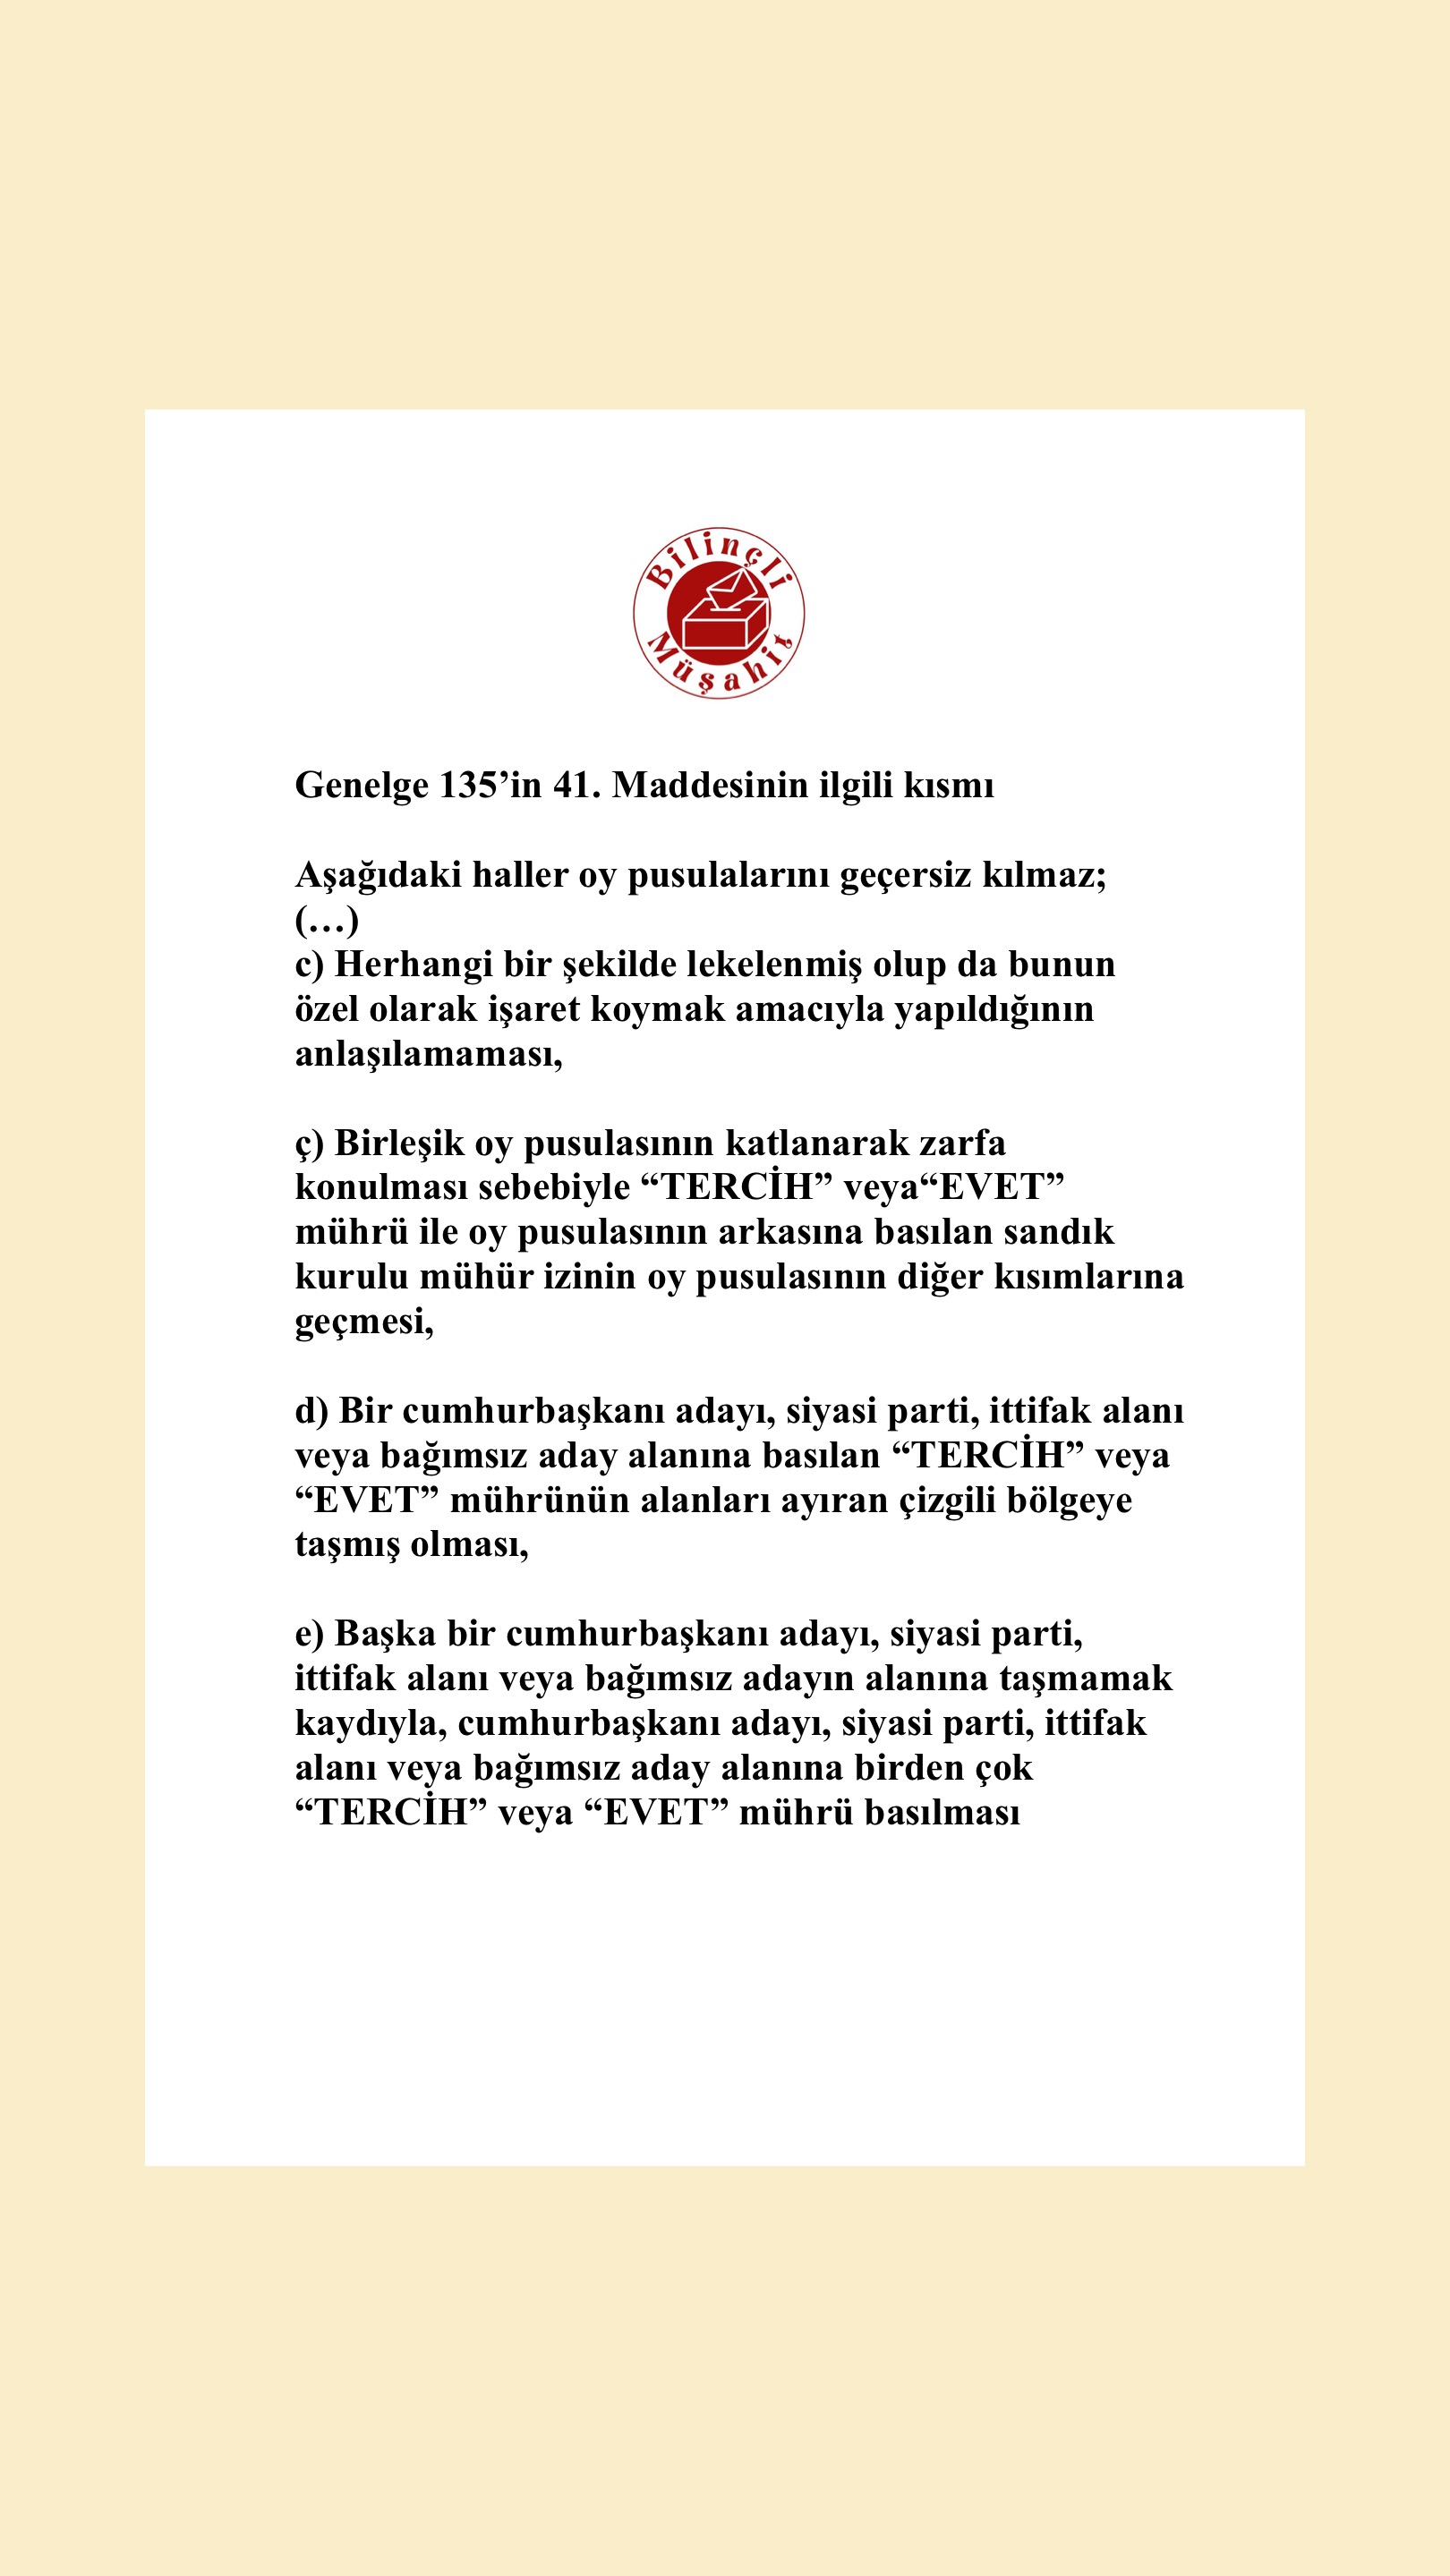 Bilinçli
Müşahit
Genelge 135’in 41. Maddesinin ilgili kısmı
Aşağıdaki haller oy pusulalarını geçersiz kılmaz;
(…)
c) Herhangi bir şekilde lekelenmiş olup da bunun
özel olarak işaret koymak amacıyla yapıldığının
anlaşılamaması,
ç) Birleşik oy pusulasının katlanarak zarfa
konulması sebebiyle “TERCİH” veya“EVET”
mührü ile oy pusulasının arkasına basılan sandık
kurulu mühür izinin oy pusulasının diğer kısımlarına
geçmesi,
d) Bir cumhurbaşkanı adayı, siyasi parti, ittifak alanı
veya bağımsız aday alanına basılan “TERCİH” veya
“EVET” mührünün alanları ayıran çizgili bölgeye
taşmış olması,
e) Başka bir cumhurbaşkanı adayı, siyasi parti,
ittifak alanı veya bağımsız adayın alanına taşmamak
kaydıyla, cumhurbaşkanı adayı, siyasi parti, ittifak
alanı veya bağımsız aday alanına birden çok
“TERCİH” veya “EVET” mührü basılması